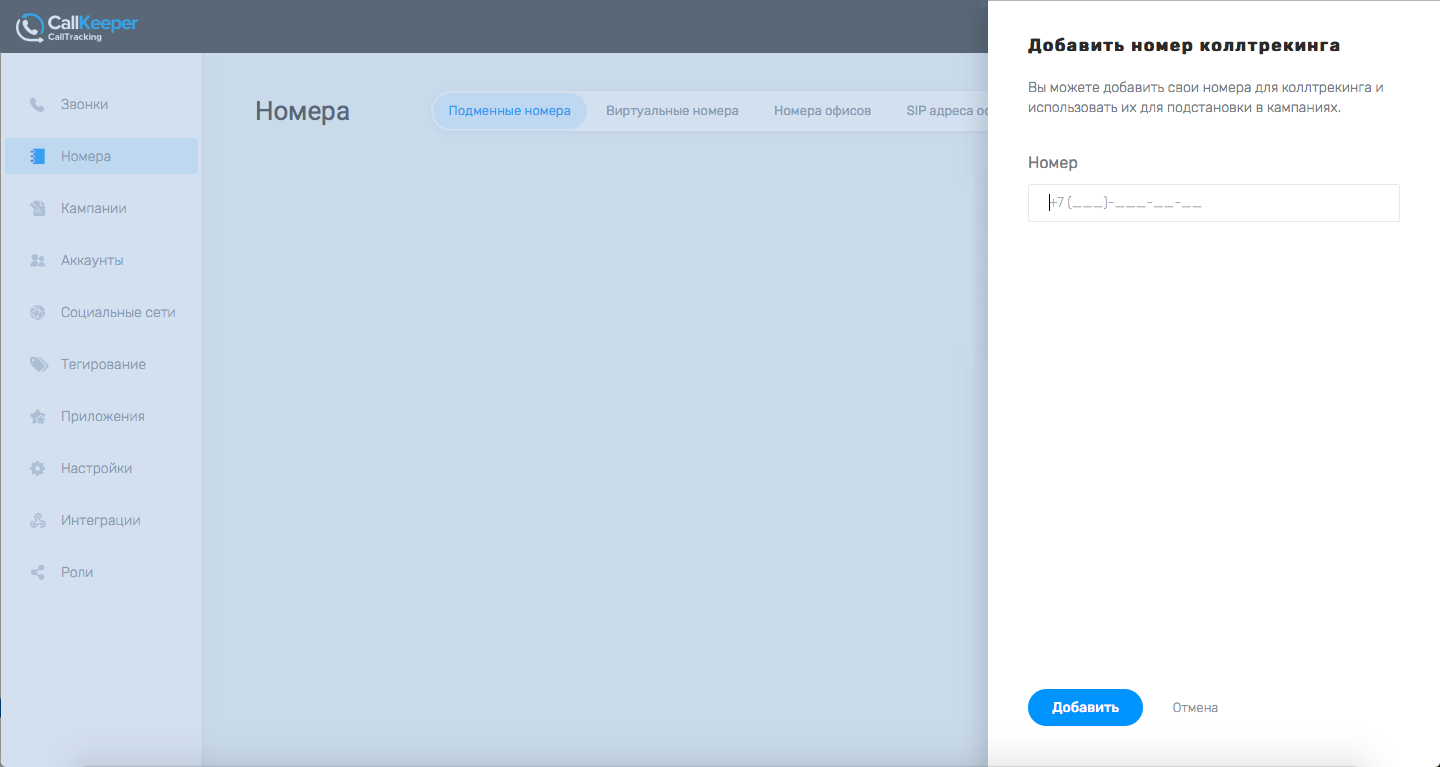 CallKeeper
CallTracking
Звонки
Номера
Кампании
Аккаунты
Социальные сети
Тегирование
Приложения
Настройки
Интеграции
Роли
Номера
Подменные номера
Виртуальные номера
Номера офисов
SIP адреса
Добавить номер коллтрекинга
Вы можете добавить свои номера для коллтрекинга и
использовать их для подстановки в кампаниях.
Номер
+7 (___)-___-__-__
Добавить
Отмена